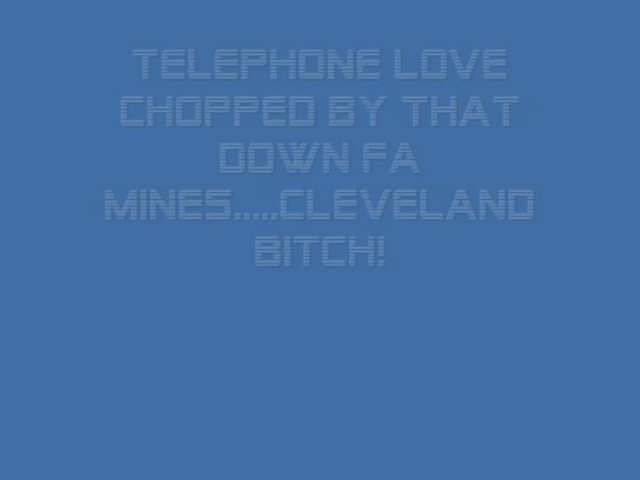 TELEPHONE LOVE
CHOPPED BY THAT
DOWN FA
MINES.....CLEVELAND
BITCH!